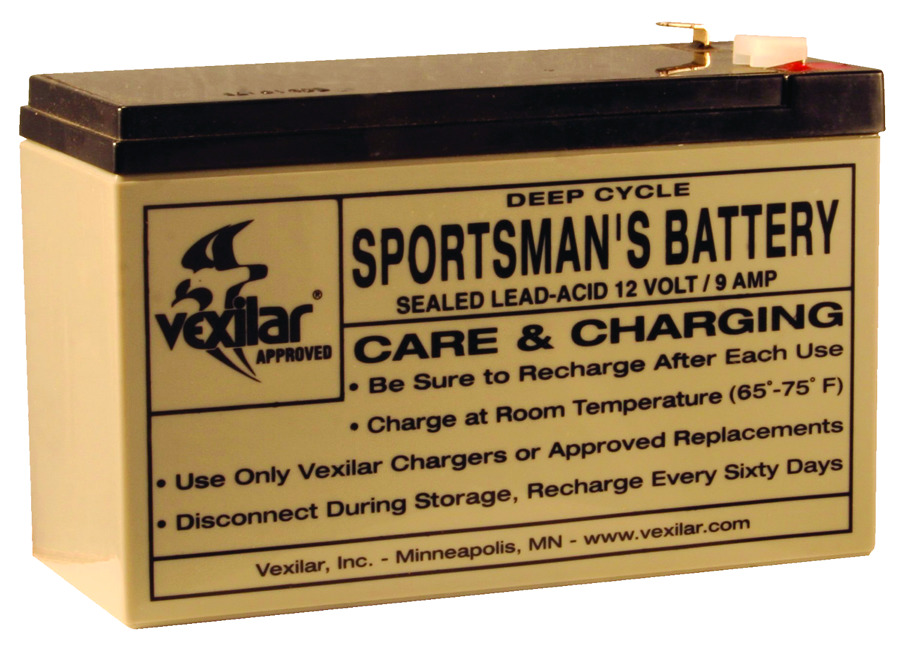 DEEP CYCLE
SPORTSMAN'S BATTERY
SEALED LEAD-ACID 12 VOLT / 9 AMP
Vexilar®
APPROVED
CARE & CHARGING
• Be Sure to Recharge After Each Use
• Charge at Room Temperature (65°-75° F)
• Use Only Vexilar Chargers or Approved Replacements
• Disconnect During Storage, Recharge Every Sixty Days
Vexilar, Inc. - Minneapolis, MN - www.vexilar.com